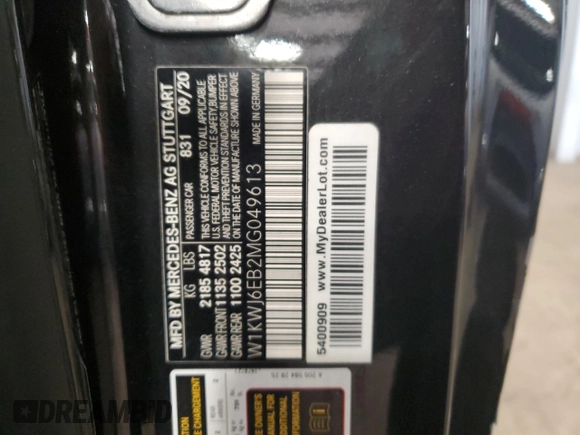 MFD BY MERCEDES-BENZ AG STUTTGART
PASSENGER CAR 831 09/20
KG LBS
GVWR 2185 4817
GAWR FRONT 1135 2502
GAWR REAR 1100 2425
THIS VEHICLE CONFORMS TO ALL APPLICABLE
U.S. FEDERAL MOTOR VEHICLE SAFETY, BUMPER
AND THEFT PREVENTION STANDARDS IN EFFECT
ON THE DATE OF MANUFACTURE SHOWN ABOVE
MADE IN GERMANY
W1KWJ6EB2MG049613
5400909 www.MyDealerLot.com
DREAMBID